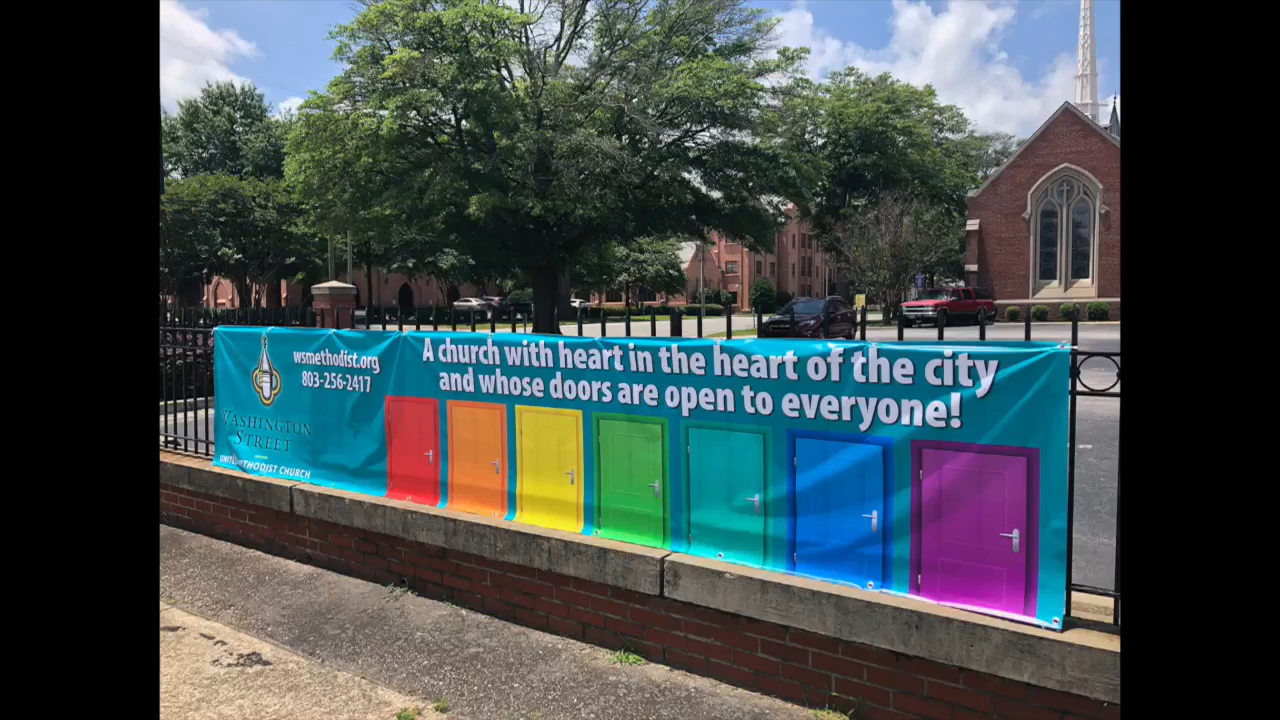 wsmethodist.org
803-256-2417
WASHINGTON
STREET
UNITED METHODIST CHURCH
A church with heart in the heart of the city
and whose doors are open to everyone!